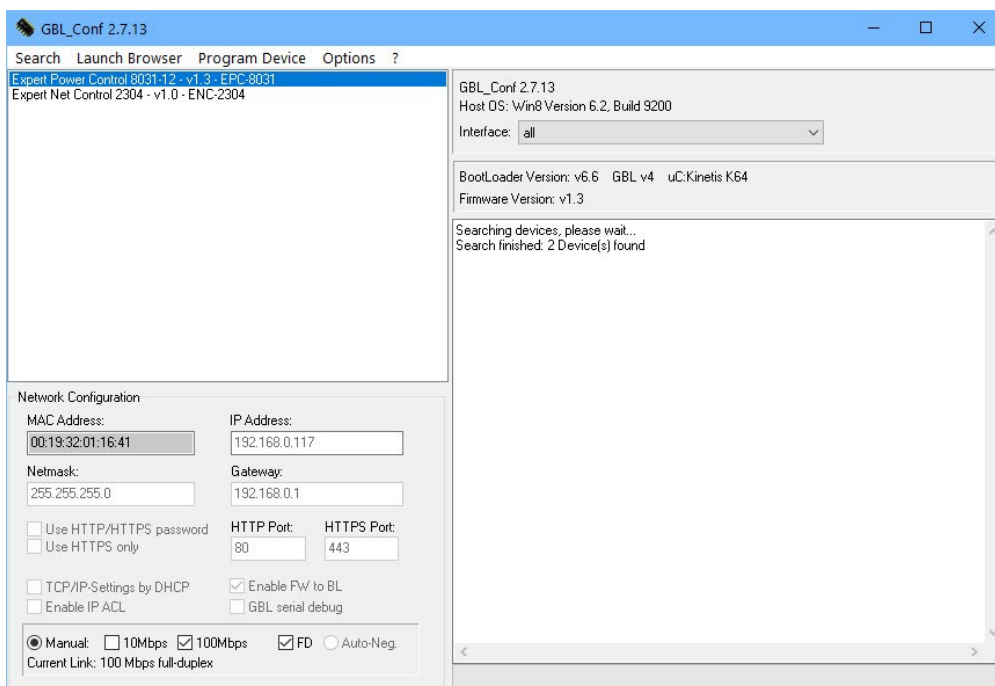 GBL_Conf 2.7.13
Search Launch Browser Program Device Options ?
Expert Power Control 8031-12 - v1.3 - EPC-8031
Expert Net Control 2304 - v1.0 - ENC-2304
GBL_Conf 2.7.13
Host OS: Win8 Version 6.2, Build 9200
Interface: all
BootLoader Version: v6.6 GBL v4 uC:Kinetis K64
Firmware Version: v1.3
Searching devices, please wait...
Search finished: 2 Device(s) found
Network Configuration
MAC Address: IP Address:
00:19:32:01:16:41 192.168.0.117
Netmask: Gateway:
255.255.255.0 192.168.0.1
Use HTTP/HTTPS password HTTP Port: HTTPS Port:
Use HTTPS only 80 443
TCP/IP-Settings by DHCP Enable FW to BL
Enable IP ACL GBL serial debug
Manual: 10Mbps 100Mbps FD Auto-Neg.
Current Link: 100 Mbps full-duplex